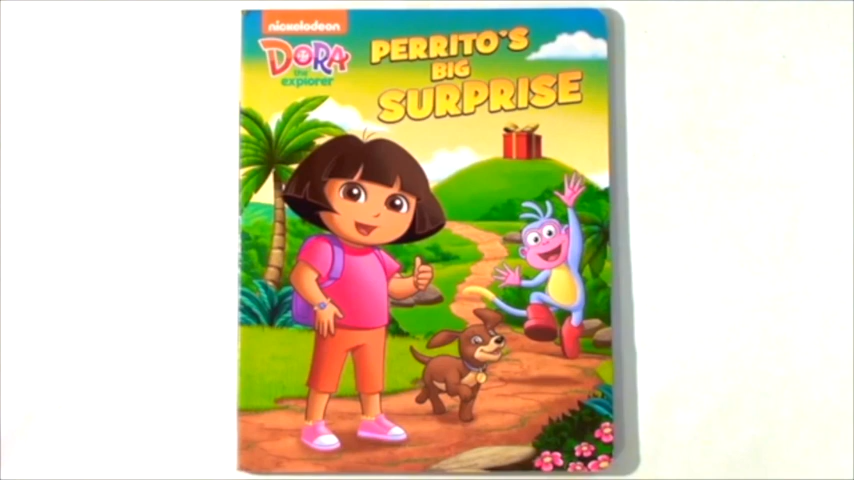 nickelodeon
DORA
the
explorer
PERRITO'S
BIG
SURPRISE